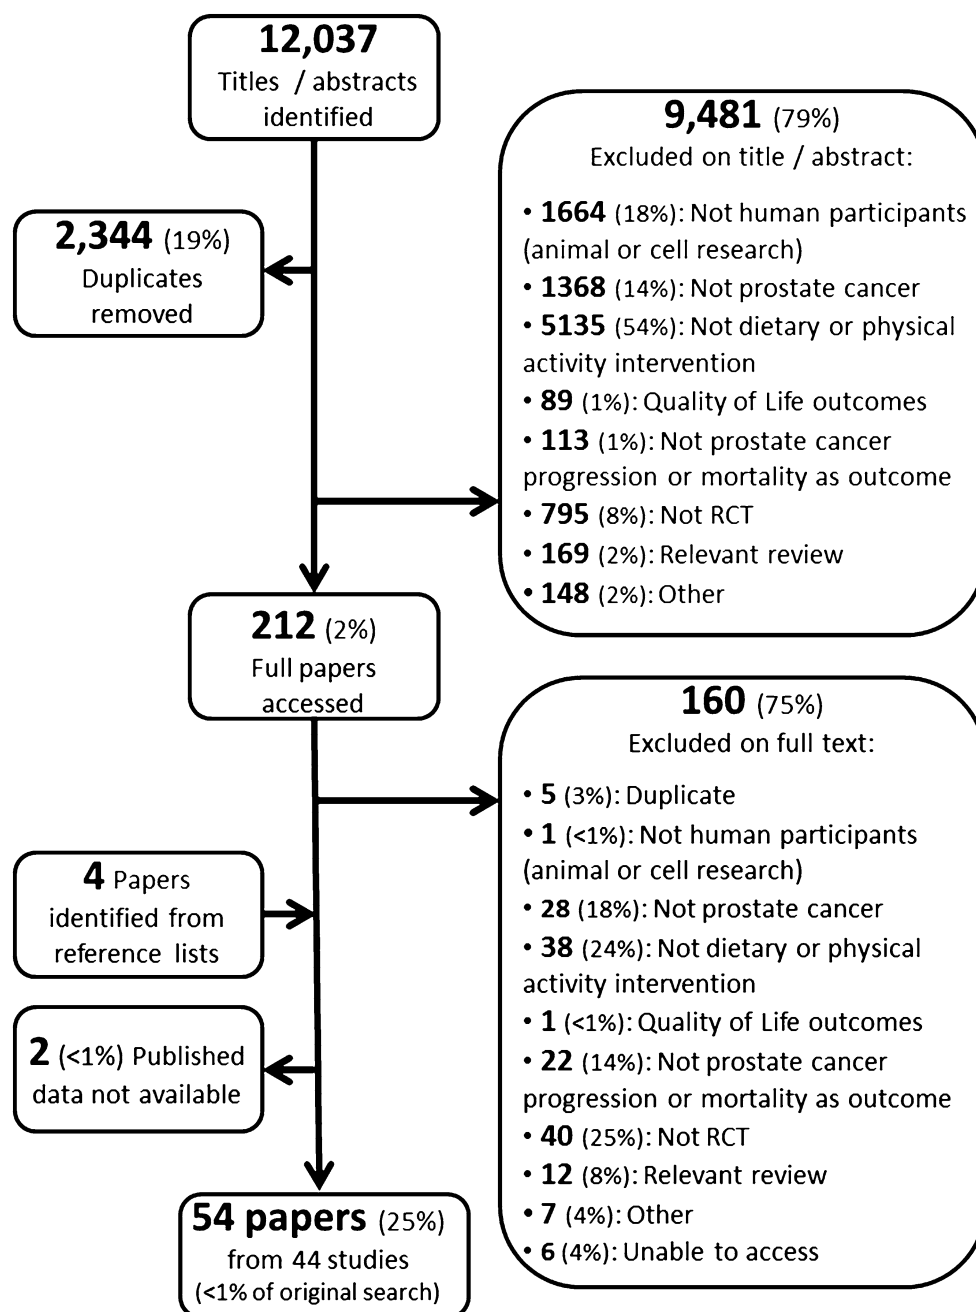 12,037
Titles / abstracts
identified
2,344 (19%)
Duplicates
removed
9,481 (79%)
Excluded on title / abstract:
• 1664 (18%): Not human participants
(animal or cell research)
• 1368 (14%): Not prostate cancer
• 5135 (54%): Not dietary or physical
activity intervention
• 89 (1%): Quality of Life outcomes
• 113 (1%): Not prostate cancer
progression or mortality as outcome
• 795 (8%): Not RCT
• 169 (2%): Relevant review
• 148 (2%): Other
212 (2%)
Full papers
accessed
160 (75%)
Excluded on full text:
• 5 (3%): Duplicate
• 1 (<1%): Not human participants
(animal or cell research)
• 28 (18%): Not prostate cancer
• 38 (24%): Not dietary or physical
activity intervention
• 1 (<1%): Quality of Life outcomes
• 22 (14%): Not prostate cancer
progression or mortality as outcome
• 40 (25%): Not RCT
• 12 (8%): Relevant review
• 7 (4%): Other
• 6 (4%): Unable to access
4 Papers
identified from
reference lists
2 (<1%) Published
data not available
54 papers (25%)
from 44 studies
(<1% of original search)